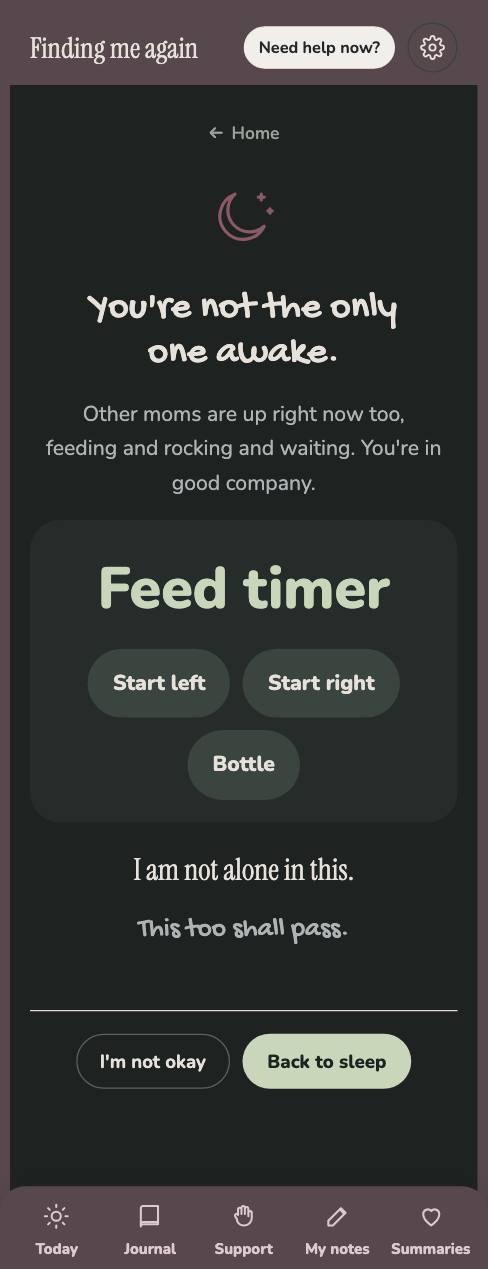 Finding me again
Need help now?
← Home
You're not the only
one awake.
Other moms are up right now too,
feeding and rocking and waiting. You're in
good company.
Feed timer
Start left
Start right
Bottle
I am not alone in this.
This too shall pass.
I'm not okay
Back to sleep
Today
Journal
Support
My notes
Summaries